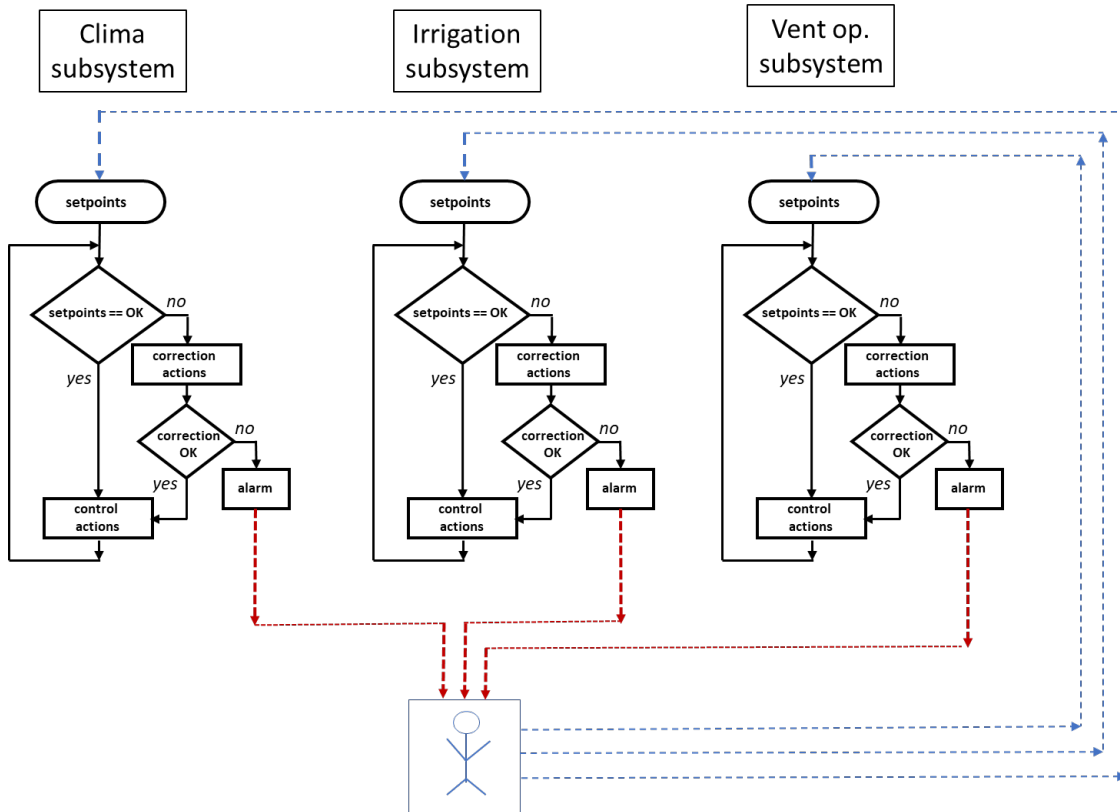 Clima
subsystem
Irrigation
subsystem
Vent op.
subsystem
setpoints
setpoints == OK
no
correction
actions
yes
correction
OK
no
yes
alarm
control
actions
setpoints
setpoints == OK
no
correction
actions
yes
correction
OK
no
yes
alarm
control
actions
setpoints
setpoints == OK
no
correction
actions
yes
correction
OK
no
yes
alarm
control
actions